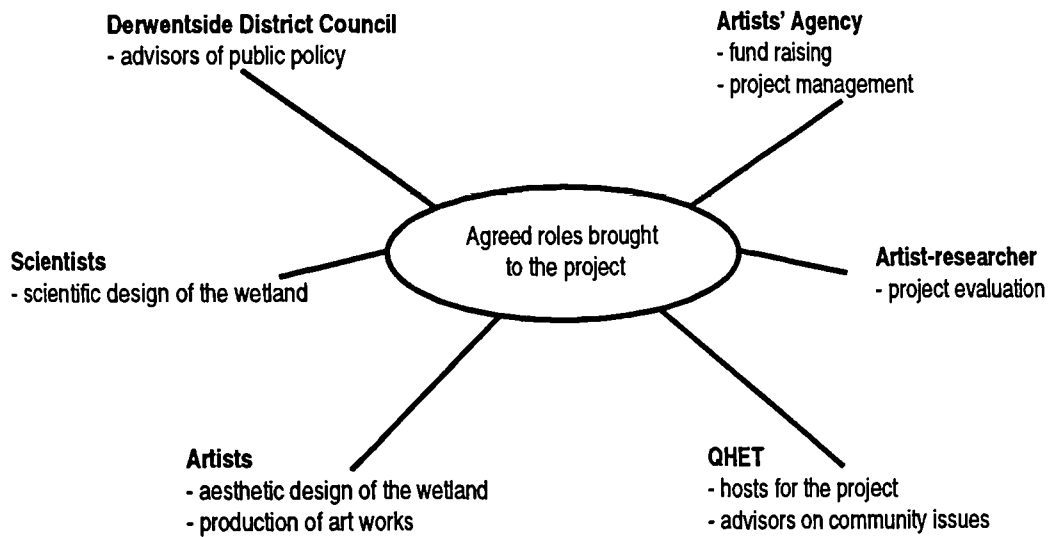 Derwentside District Council
- advisors of public policy
Artists' Agency
- fund raising
- project management
Agreed roles brought
to the project
Scientists
- scientific design of the wetland
Artist-researcher
- project evaluation
Artists
- aesthetic design of the wetland
- production of art works
QHET
- hosts for the project
- advisors on community issues